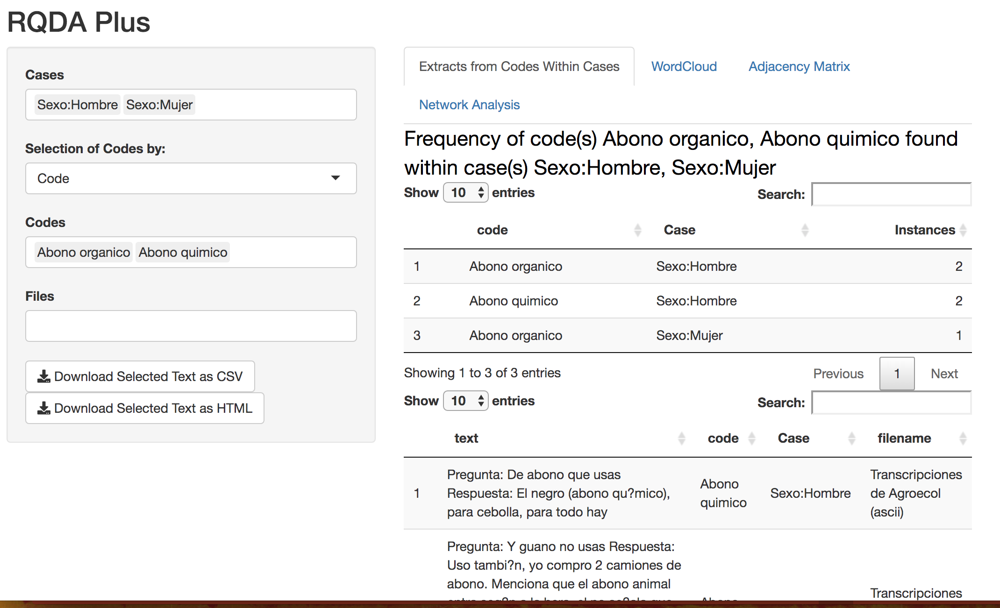 RQDA Plus
Cases
Sexo:Hombre Sexo:Mujer
Selection of Codes by:
Code
Codes
Abono organico Abono quimico
Files
Download Selected Text as CSV
Download Selected Text as HTML
Extracts from Codes Within Cases WordCloud Adjacency Matrix
Network Analysis
Frequency of code(s) Abono organico, Abono quimico found
within case(s) Sexo:Hombre, Sexo:Mujer
Show 10 entries Search:
code Case Instances
1 Abono organico Sexo:Hombre 2
2 Abono quimico Sexo:Hombre 2
3 Abono organico Sexo:Mujer 1
Showing 1 to 3 of 3 entries Previous 1 Next
Show 10 entries Search:
text code Case filename
1
Pregunta: De abono que usas
Respuesta: El negro (abono qu?mico),
para cebolla, para todo hay
Abono
quimico
Sexo:Hombre
Transcripciones
de Agroecol
(ascii)
Pregunta: Y guano no usas Respuesta:
Uso tambi?n, yo compro 2 camiones de
abono. Menciona que el abono animal
Transcripciones